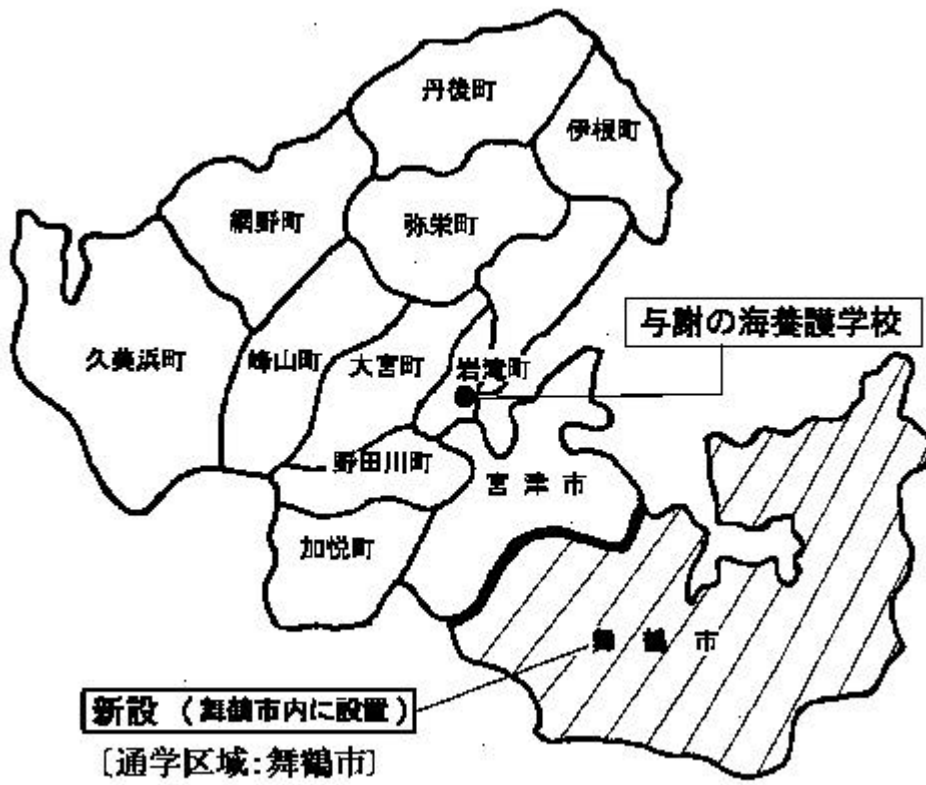 丹後町
伊根町
網野町
弥栄町
与謝の海養護学校
久美浜町
峰山町
大宮町
岩滝町
野田川町
宮津市
加悦町
舞鶴市
新設（舞鶴市内に設置）
［通学区域:舞鶴市］